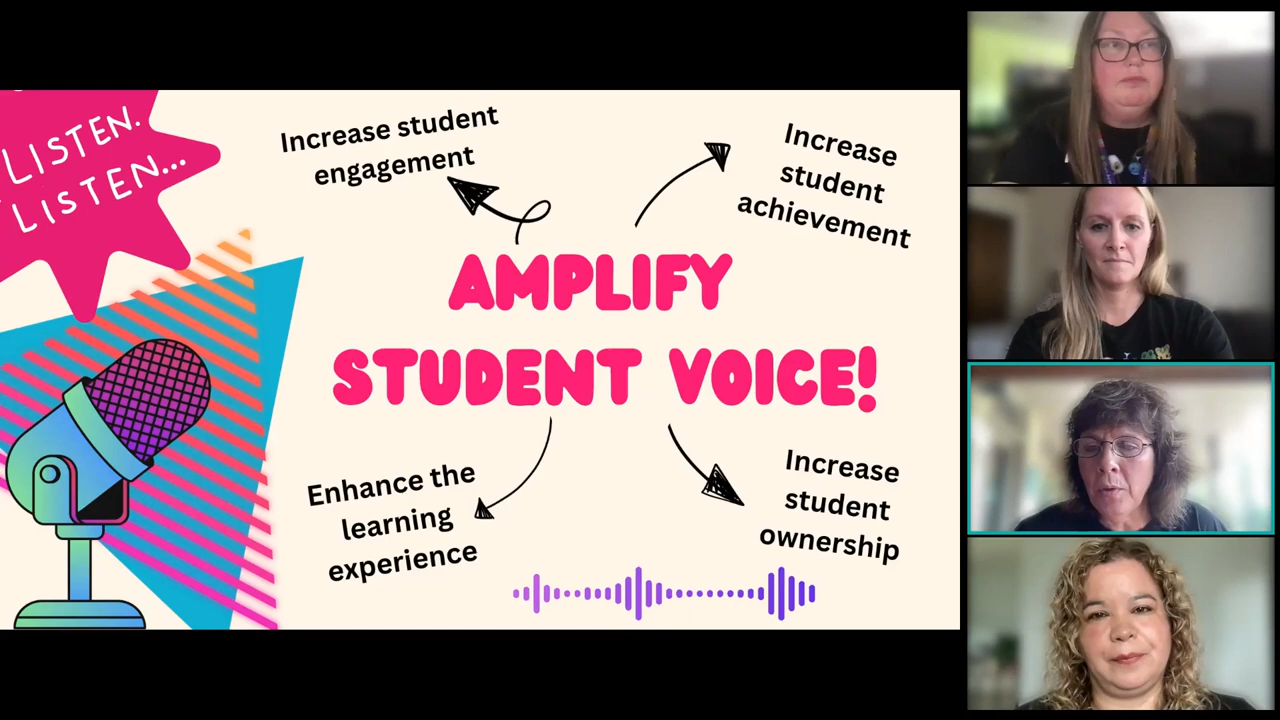 LISTEN.
LISTEN...
Increase student
engagement
Increase
student
achievement
AMPLIFY
STUDENT VOICE!
Enhance the
learning
experience
Increase
student
ownership